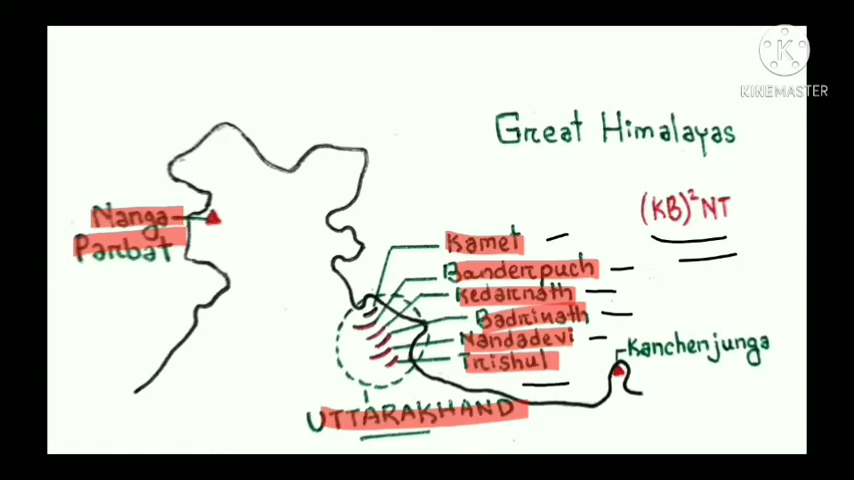 KINEMASTER
Great Himalayas
(KB)²NT
Nanga
Parbat
Kamet
Banderpuch
Kedarnath
Badrinath
Nandadevi
Trishul
Kanchenjunga
UTTARAKHAND